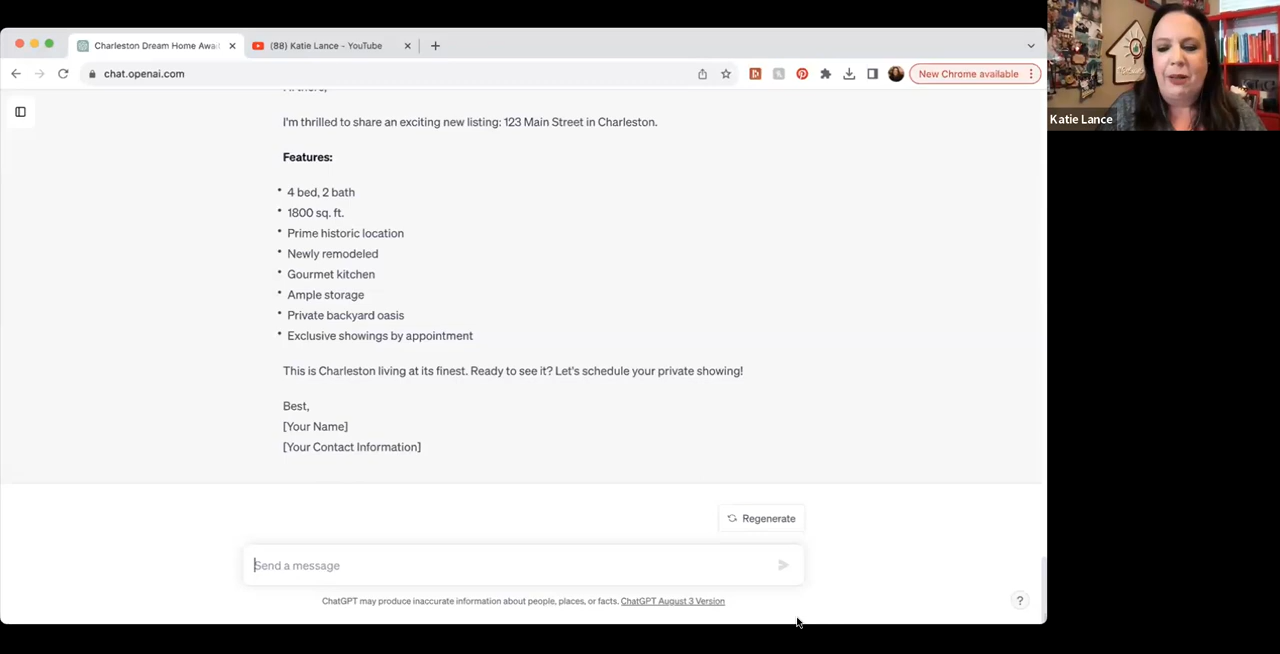 Charleston Dream Home Awa
(88) Katie Lance - YouTube
chat.openai.com
New Chrome available
Katie Lance
I'm thrilled to share an exciting new listing: 123 Main Street in Charleston.
Features:
• 4 bed, 2 bath
• 1800 sq. ft.
• Prime historic location
• Newly remodeled
• Gourmet kitchen
• Ample storage
• Private backyard oasis
• Exclusive showings by appointment
This is Charleston living at its finest. Ready to see it? Let's schedule your private showing!
Best,
[Your Name]
[Your Contact Information]
Regenerate
Send a message
ChatGPT may produce inaccurate information about people, places, or facts. ChatGPT August 3 Version
?